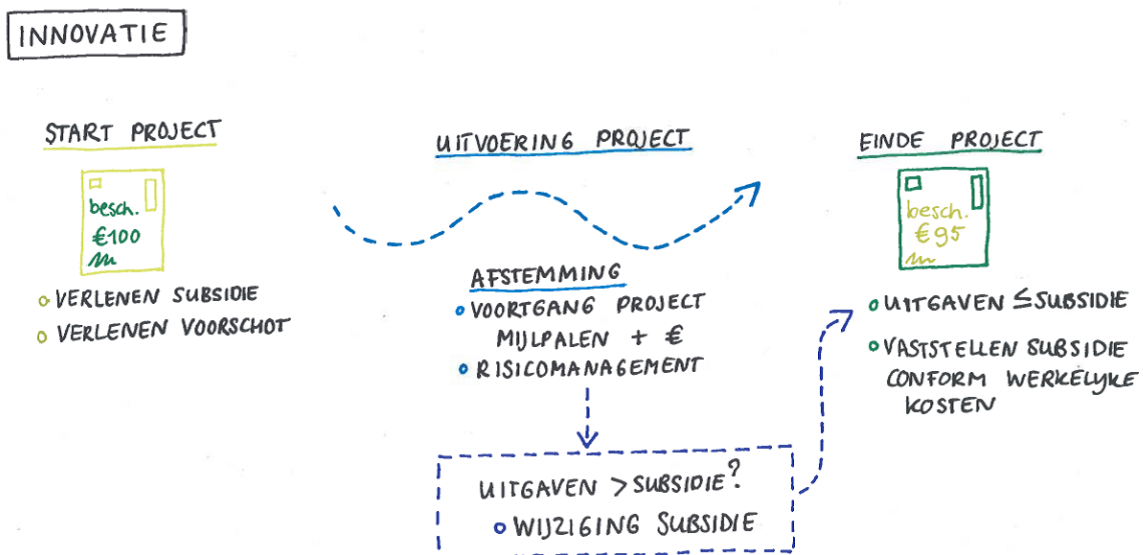 INNOVATIE
START PROJECT
besch.
€100
VERLENEN SUBSIDIE
VERLENEN VOORSCHOT
UITVOERING PROJECT
AFSTEMMING
VOORTGANG PROJECT
MIJLPALEN + €
RISICOMANAGEMENT
UITGAVEN > SUBSIDIE?
WIJZIGING SUBSIDIE
EINDE PROJECT
besch.
€95
UITGAVEN ≤ SUBSIDIE
VASTSTELLEN SUBSIDIE
CONFORM WERKELIJKE
KOSTEN